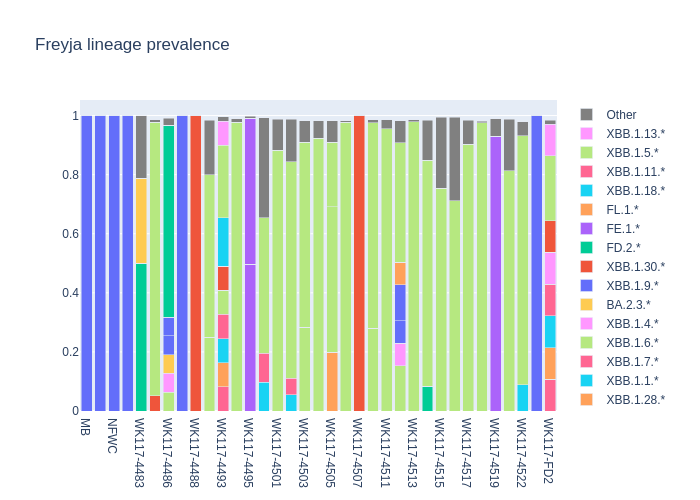 Freyja lineage prevalence
1
0.8
0.6
0.4
0.2
0
MB
NFWC
WK117-4483
WK117-4486
WK117-4488
WK117-4493
WK117-4495
WK117-4501
WK117-4503
WK117-4505
WK117-4507
WK117-4511
WK117-4513
WK117-4515
WK117-4517
WK117-4519
WK117-4522
WK117-FD2
Other
XBB.1.13.*
XBB.1.5.*
XBB.1.11.*
XBB.1.18.*
FL.1.*
FE.1.*
FD.2.*
XBB.1.30.*
XBB.1.9.*
BA.2.3.*
XBB.1.4.*
XBB.1.6.*
XBB.1.7.*
XBB.1.1.*
XBB.1.28.*